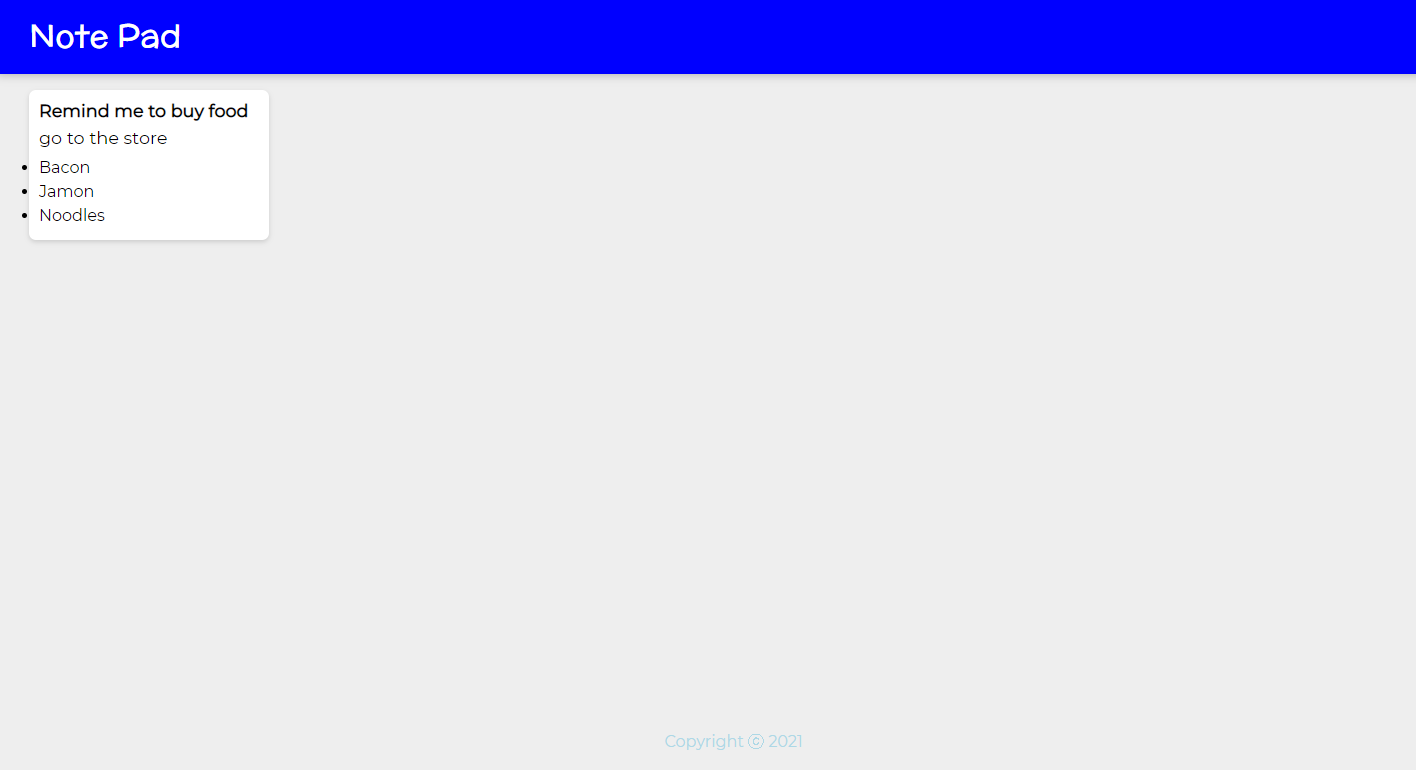 Note Pad
Remind me to buy food
go to the store
Bacon
Jamon
Noodles
Copyright ⓒ 2021